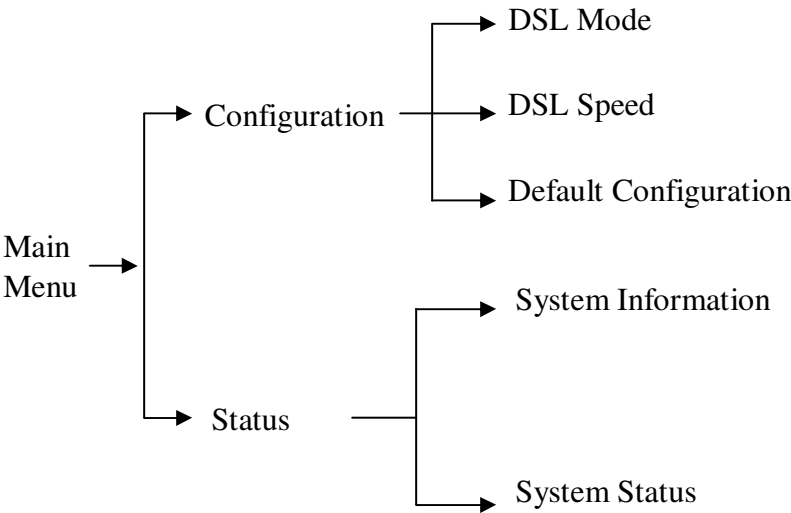 DSL Mode
Configuration
DSL Speed
Default Configuration
Main
Menu
System Information
Status
System Status